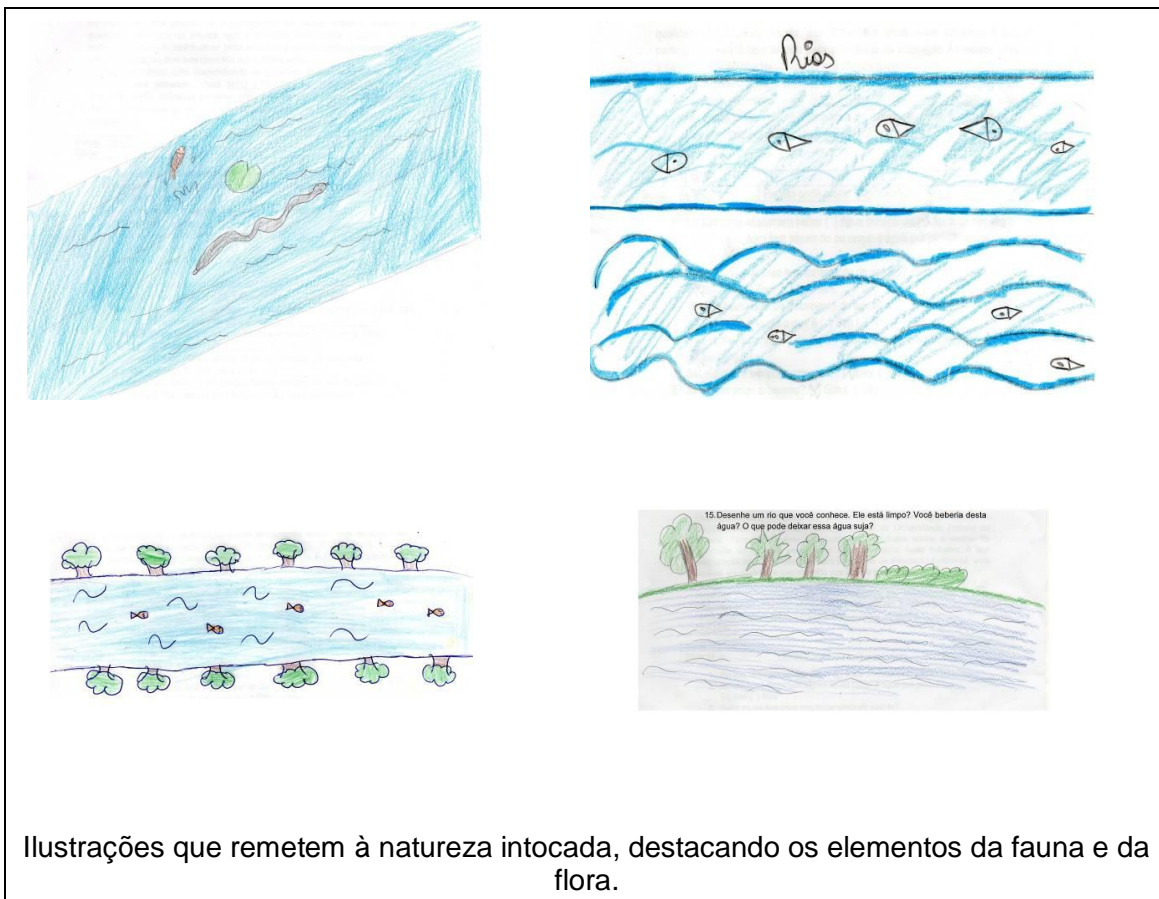 Rios
15.Desenhe um rio que você conhece. Ele está limpo? Você beberia desta
água? O que pode deixar essa água suja?
Ilustrações que remetem à natureza intocada, destacando os elementos da fauna e da
flora.